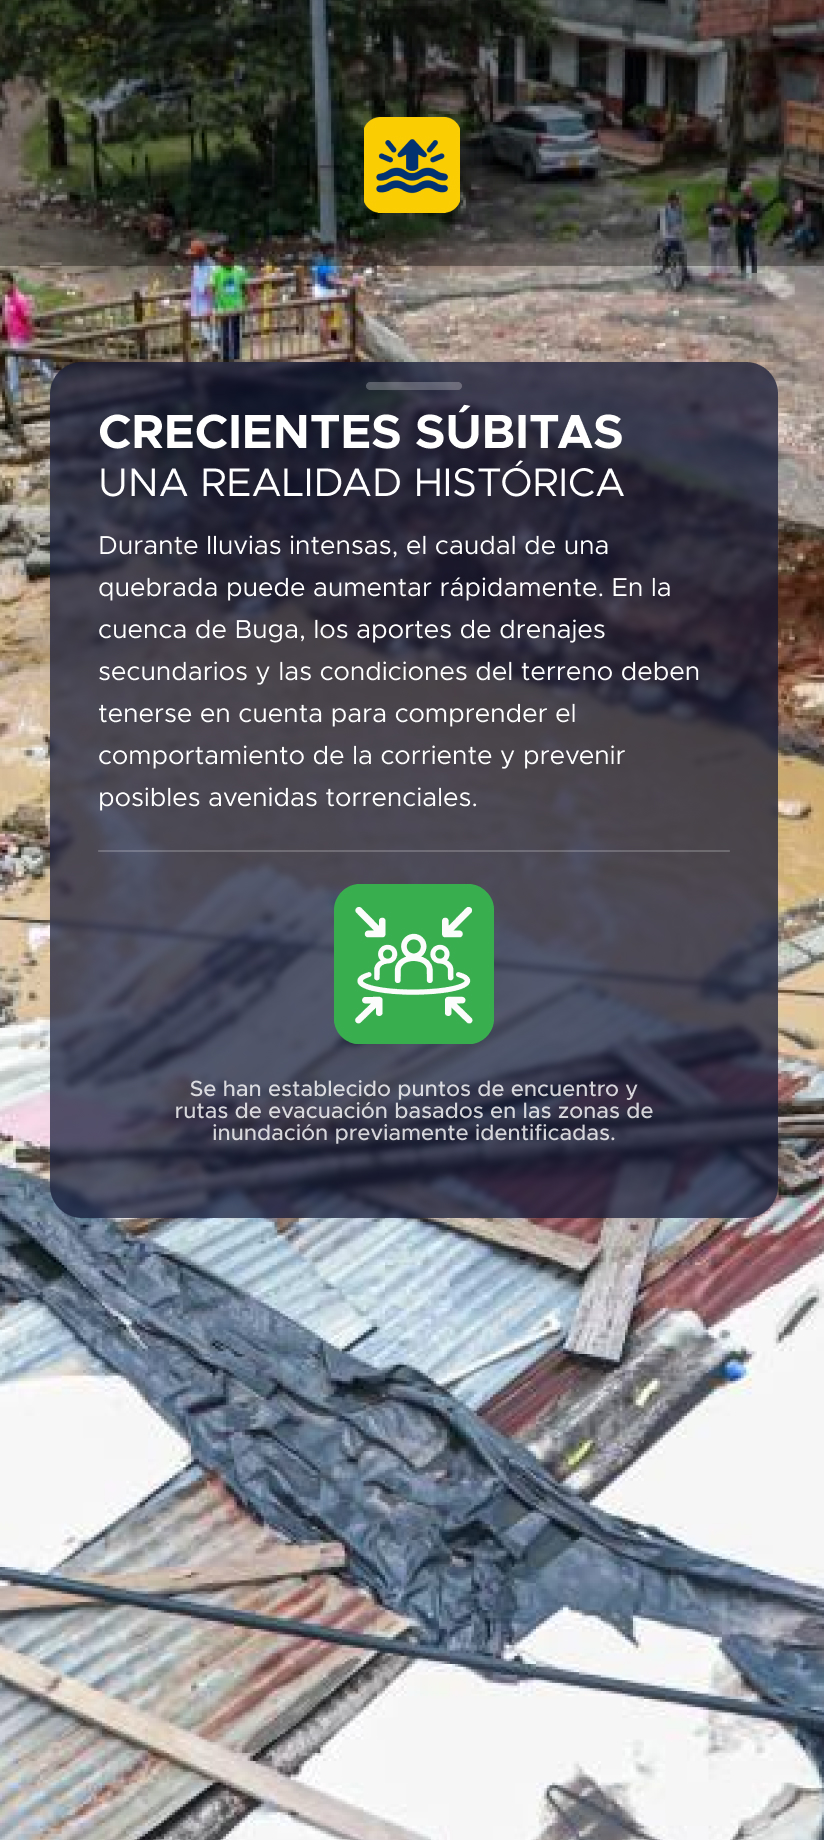 CRECIENTES SÚBITAS
UNA REALIDAD HISTÓRICA
Durante lluvias intensas, el caudal de una
quebrada puede aumentar rápidamente. En la
cuenca de Buga, los aportes de drenajes
secundarios y las condiciones del terreno deben
tenerse en cuenta para comprender el
comportamiento de la corriente y prevenir
posibles avenidas torrenciales.
Se han establecido puntos de encuentro y
rutas de evacuación basados en las zonas de
inundación previamente identificadas.